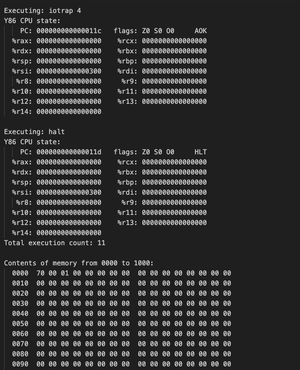 Executing: iotrap 4
Y86 CPU state:
PC: 000000000000011c flags: Z0 S0 O0 AOK
%rax: 0000000000000000 %rcx: 0000000000000000
%rdx: 0000000000000000 %rbx: 0000000000000000
%rsp: 0000000000000000 %rbp: 0000000000000000
%rsi: 0000000000000300 %rdi: 0000000000000000
%r8: 0000000000000000 %r9: 0000000000000000
%r10: 0000000000000000 %r11: 0000000000000000
%r12: 0000000000000000 %r13: 0000000000000000
%r14: 0000000000000000
Executing: halt
Y86 CPU state:
PC: 000000000000011d flags: Z0 S0 O0 HLT
%rax: 0000000000000000 %rcx: 0000000000000000
%rdx: 0000000000000000 %rbx: 0000000000000000
%rsp: 0000000000000000 %rbp: 0000000000000000
%rsi: 0000000000000300 %rdi: 0000000000000000
%r8: 0000000000000000 %r9: 0000000000000000
%r10: 0000000000000000 %r11: 0000000000000000
%r12: 0000000000000000 %r13: 0000000000000000
%r14: 0000000000000000
Total execution count: 11
Contents of memory from 0000 to 1000:
0000 70 00 01 00 00 00 00 00 00 00 00 00 00 00 00 00
0010 00 00 00 00 00 00 00 00 00 00 00 00 00 00 00 00
0020 00 00 00 00 00 00 00 00 00 00 00 00 00 00 00 00
0030 00 00 00 00 00 00 00 00 00 00 00 00 00 00 00 00
0040 00 00 00 00 00 00 00 00 00 00 00 00 00 00 00 00
0050 00 00 00 00 00 00 00 00 00 00 00 00 00 00 00 00
0060 00 00 00 00 00 00 00 00 00 00 00 00 00 00 00 00
0070 00 00 00 00 00 00 00 00 00 00 00 00 00 00 00 00
0080 00 00 00 00 00 00 00 00 00 00 00 00 00 00 00 00
0090 00 00 00 00 00 00 00 00 00 00 00 00 00 00 00 00